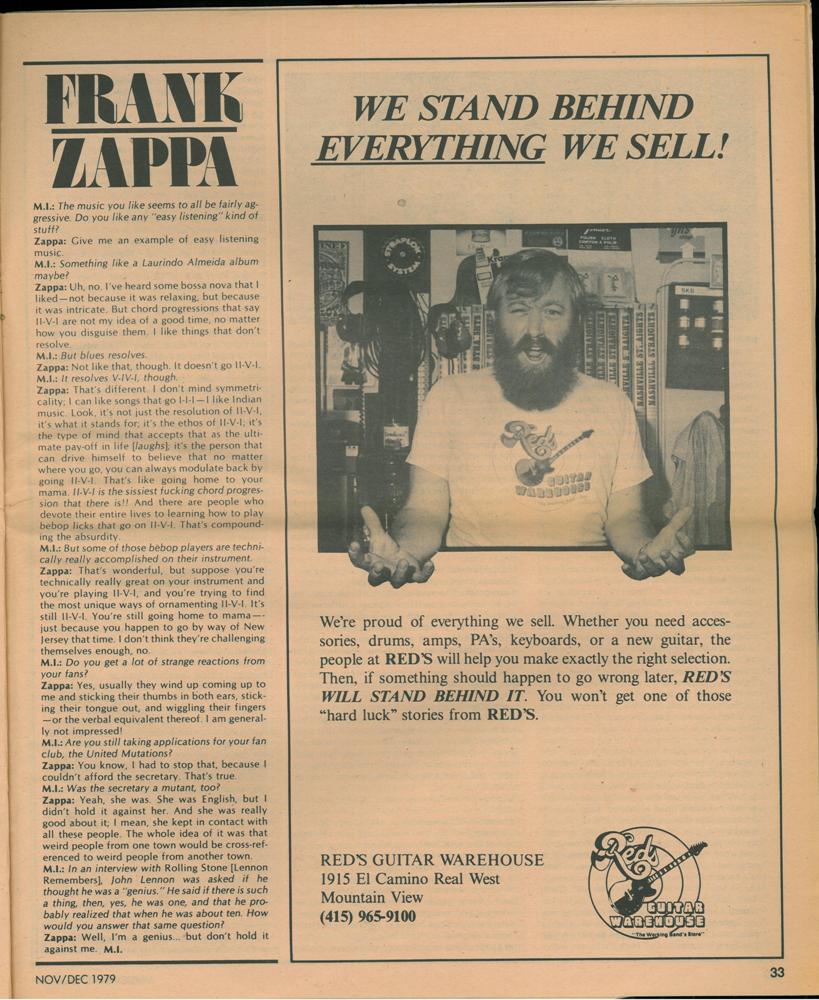 FRANK
ZAPPA
M.I.: The music you like seems to all be fairly ag-
gressive. Do you like any "easy listening" kind of
stuff?
Zappa: Give me an example of easy listening
music.
M.I.: Something like a Laurindo Almeida album
maybe?
Zappa: Uh, no. I've heard some bossa nova that I
liked—not because it was relaxing, but because
it was intricate. But chord progressions that say
II-V-I are not my idea of a good time, no matter
how you disguise them. I like things that don't
resolve.
M.I.: But blues resolves.
Zappa: Not like that, though. It doesn't go II-V-I.
M.I.: It resolves V-IV-I, though.
Zappa: That's different. I don't mind symmetri-
cality; I can like songs that go I-I-I—I like Indian
music. Look, it's not just the resolution of II-V-I,
it's what it stands for; it's the ethos of II-V-I; it's
the type of mind that accepts that as the ulti-
mate pay-off in life [laughs]; it's the person that
can drive himself to believe that no matter
where you go, you can always modulate back by
going II-V-I. That's like going home to your
mama. II-V-I is the sissiest fucking chord progres-
sion that there is!! And there are people who
devote their entire lives to learning how to play
bebop licks that go on II-V-I. That's compound-
ing the absurdity.
M.I.: But some of those bebop players are techni-
cally really accomplished on their instrument.
Zappa: That's wonderful, but suppose you're
technically really great on your instrument and
you're playing II-V-I, and you're trying to find
the most unique ways of ornamenting II-V-I. It's
still II-V-I. You're still going home to mama—-
just because you happen to go by way of New
Jersey that time. I don't think they're challenging
themselves enough, no.
M.I.: Do you get a lot of strange reactions from
your fans?
Zappa: Yes, usually they wind up coming up to
me and sticking their thumbs in both ears, stick-
ing their tongue out, and wiggling their fingers
—or the verbal equivalent thereof. I am general-
ly not impressed!
M.I.: Are you still taking applications for your fan
club, the United Mutations?
Zappa: You know, I had to stop that, because I
couldn't afford the secretary. That's true.
M.I.: Was the secretary a mutant, too?
Zappa: Yeah, she was. She was English, but I
didn't hold it against her. And she was really
good about it; I mean, she kept in contact with
all these people. The whole idea of it was that
weird people from one town would be cross-ref-
erenced to weird people from another town.
M.I.: In an interview with Rolling Stone [Lennon
Remembers], John Lennon was asked if he
thought he was a "genius." He said if there is such
a thing, then, yes, he was one, and that he pro-
bably realized that when he was about ten. How
would you answer that same question?
Zappa: Well, I'm a genius... but don't hold it
against me. M.I.
NOV/DEC 1979
WE STAND BEHIND
EVERYTHING WE SELL!
STRAPLOK
SYSTEM
SKB
NASHVILLE STRAIGHTS
Red's
GUITAR
WAREHOUSE
We're proud of everything we sell. Whether you need acces-
sories, drums, amps, PA's, keyboards, or a new guitar, the
people at RED'S will help you make exactly the right selection.
Then, if something should happen to go wrong later, RED'S
WILL STAND BEHIND IT. You won't get one of those
"hard luck" stories from RED'S.
RED'S GUITAR WAREHOUSE
1915 El Camino Real West
Mountain View
(415) 965-9100
Red's
GUITAR
WAREHOUSE
"The Working Band's Store"
33